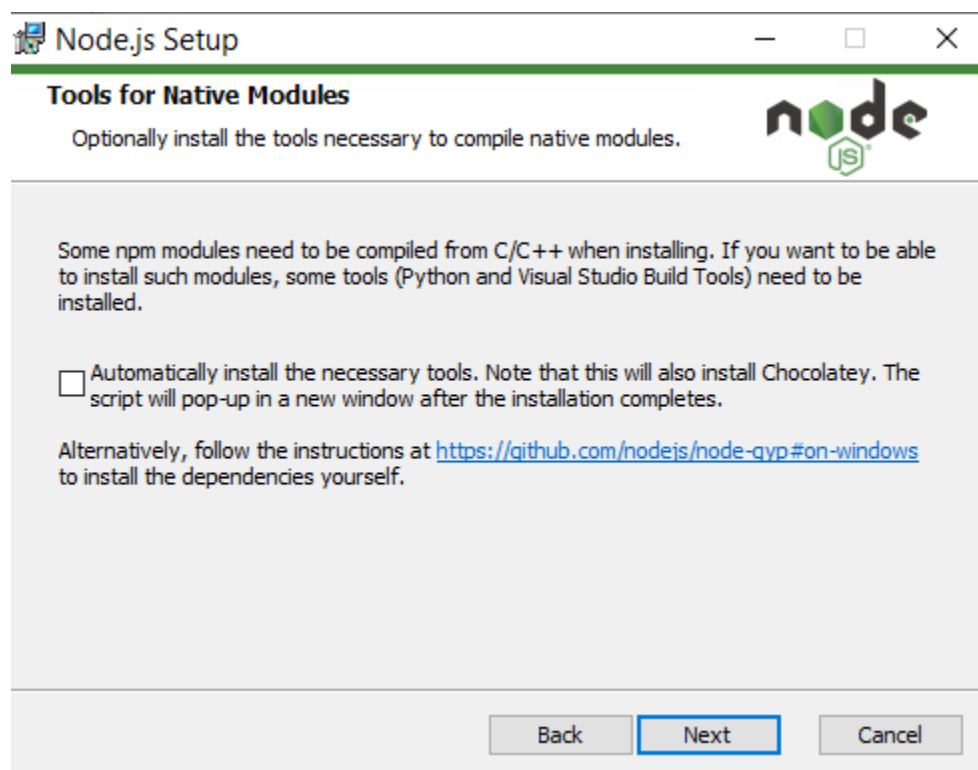 Node.js Setup
Tools for Native Modules
Optionally install the tools necessary to compile native modules.
node
JS
Some npm modules need to be compiled from C/C++ when installing. If you want to be able
to install such modules, some tools (Python and Visual Studio Build Tools) need to be
installed.
Automatically install the necessary tools. Note that this will also install Chocolatey. The
script will pop-up in a new window after the installation completes.
Alternatively, follow the instructions at https://github.com/nodejs/node-gyp#on-windows
to install the dependencies yourself.
Back Next Cancel